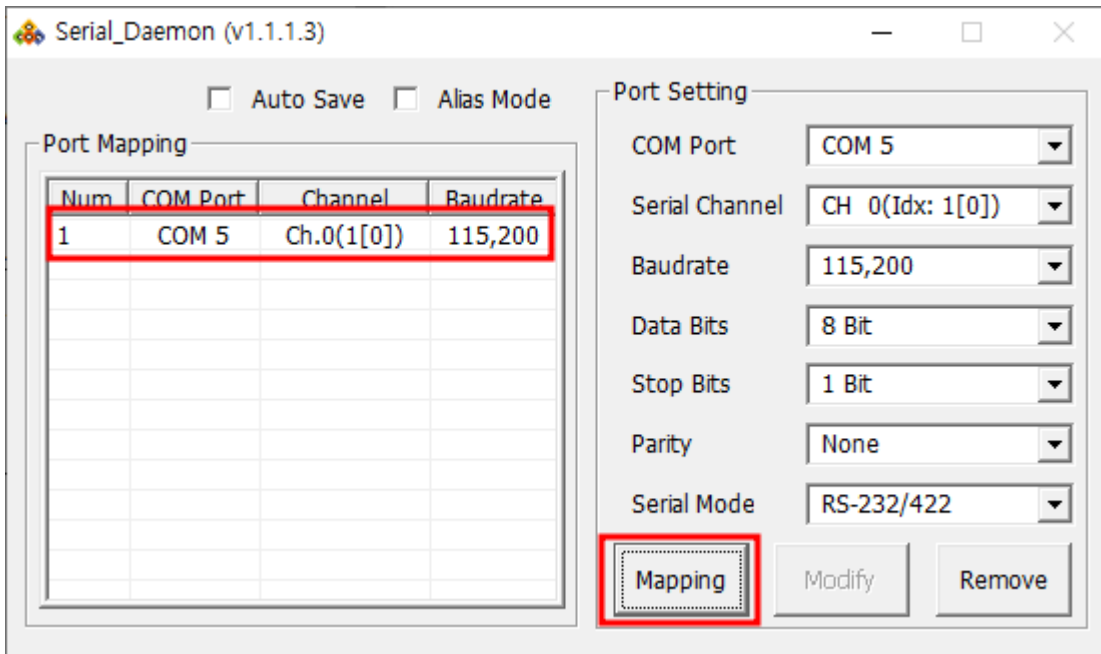 Serial_Daemon (v1.1.1.3)
Auto Save Alias Mode
Port Mapping
Num COM Port Channel Baudrate
1 COM 5 Ch.0(1[0]) 115,200
Port Setting
COM Port COM 5
Serial Channel CH 0(Idx: 1[0])
Baudrate 115,200
Data Bits 8 Bit
Stop Bits 1 Bit
Parity None
Serial Mode RS-232/422
Mapping Modify Remove